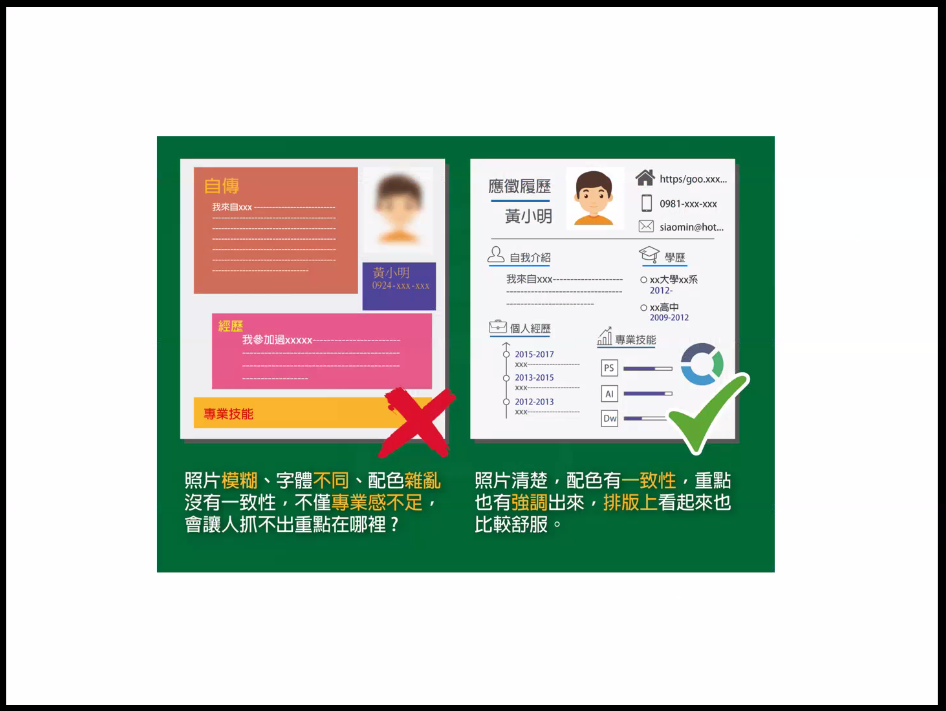 自傳
我來自xxx
黃小明
0924-xxx-xxx
經歷
我參加過xxxxx
專業技能
照片模糊、字體不同、配色雜亂
沒有一致性，不僅專業感不足，
會讓人抓不出重點在哪裡？
應徵履歷
黃小明
https/goo.xxx...
0981-xxx-xxx
siaomin@hot...
自我介紹
我來自xxx
學歷
xx大學xx系
2012-
xx高中
2009-2012
個人經歷
2015-2017
xxx
2013-2015
xxx
2012-2013
xxx
專業技能
PS
AI
Dw
照片清楚，配色有一致性，重點
也有強調出來，排版上看起來也
比較舒服。